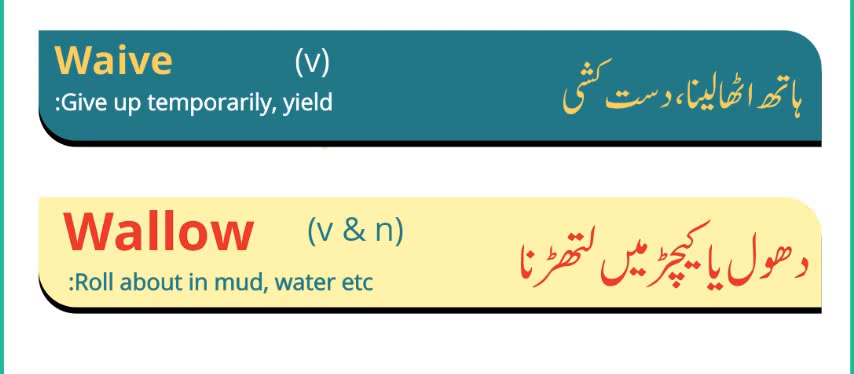 Waive (v)
:Give up temporarily, yield
ہاتھ اٹھالینا، دست کشی
Wallow (v & n)
:Roll about in mud, water etc
دھول یا کیچڑ میں لتھڑنا